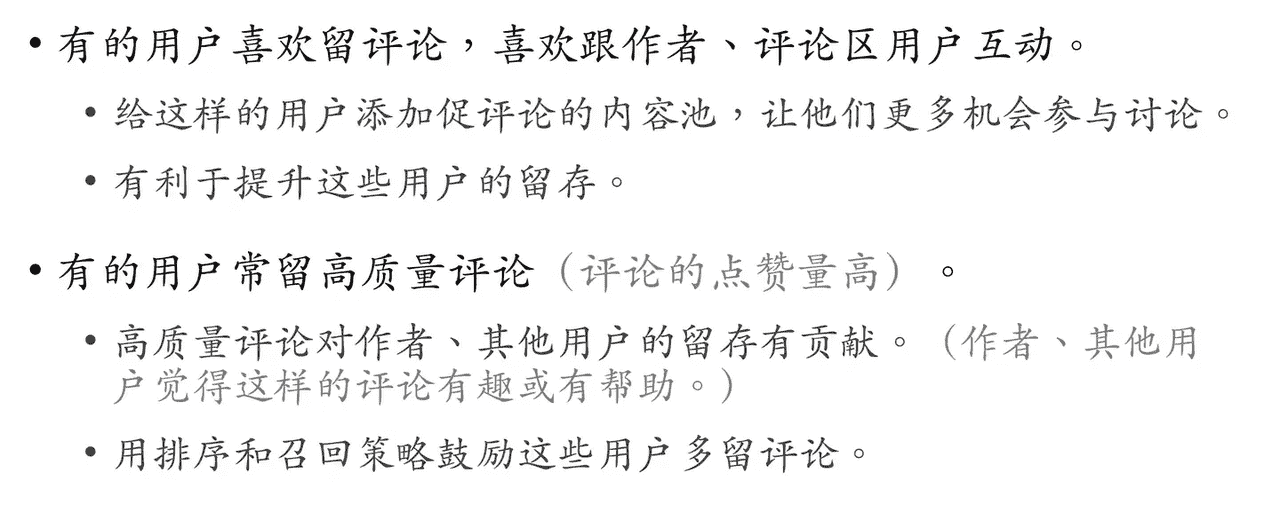 • 有的用户喜欢留评论，喜欢跟作者、评论区用户互动。
• 给这样的用户添加促评论的内容池，让他们更多机会参与讨论。
• 有利于提升这些用户的留存。
• 有的用户常留高质量评论（评论的点赞量高）。
• 高质量评论对作者、其他用户的留存有贡献。（作者、其他用
户觉得这样的评论有趣或有帮助。）
• 用排序和召回策略鼓励这些用户多留评论。